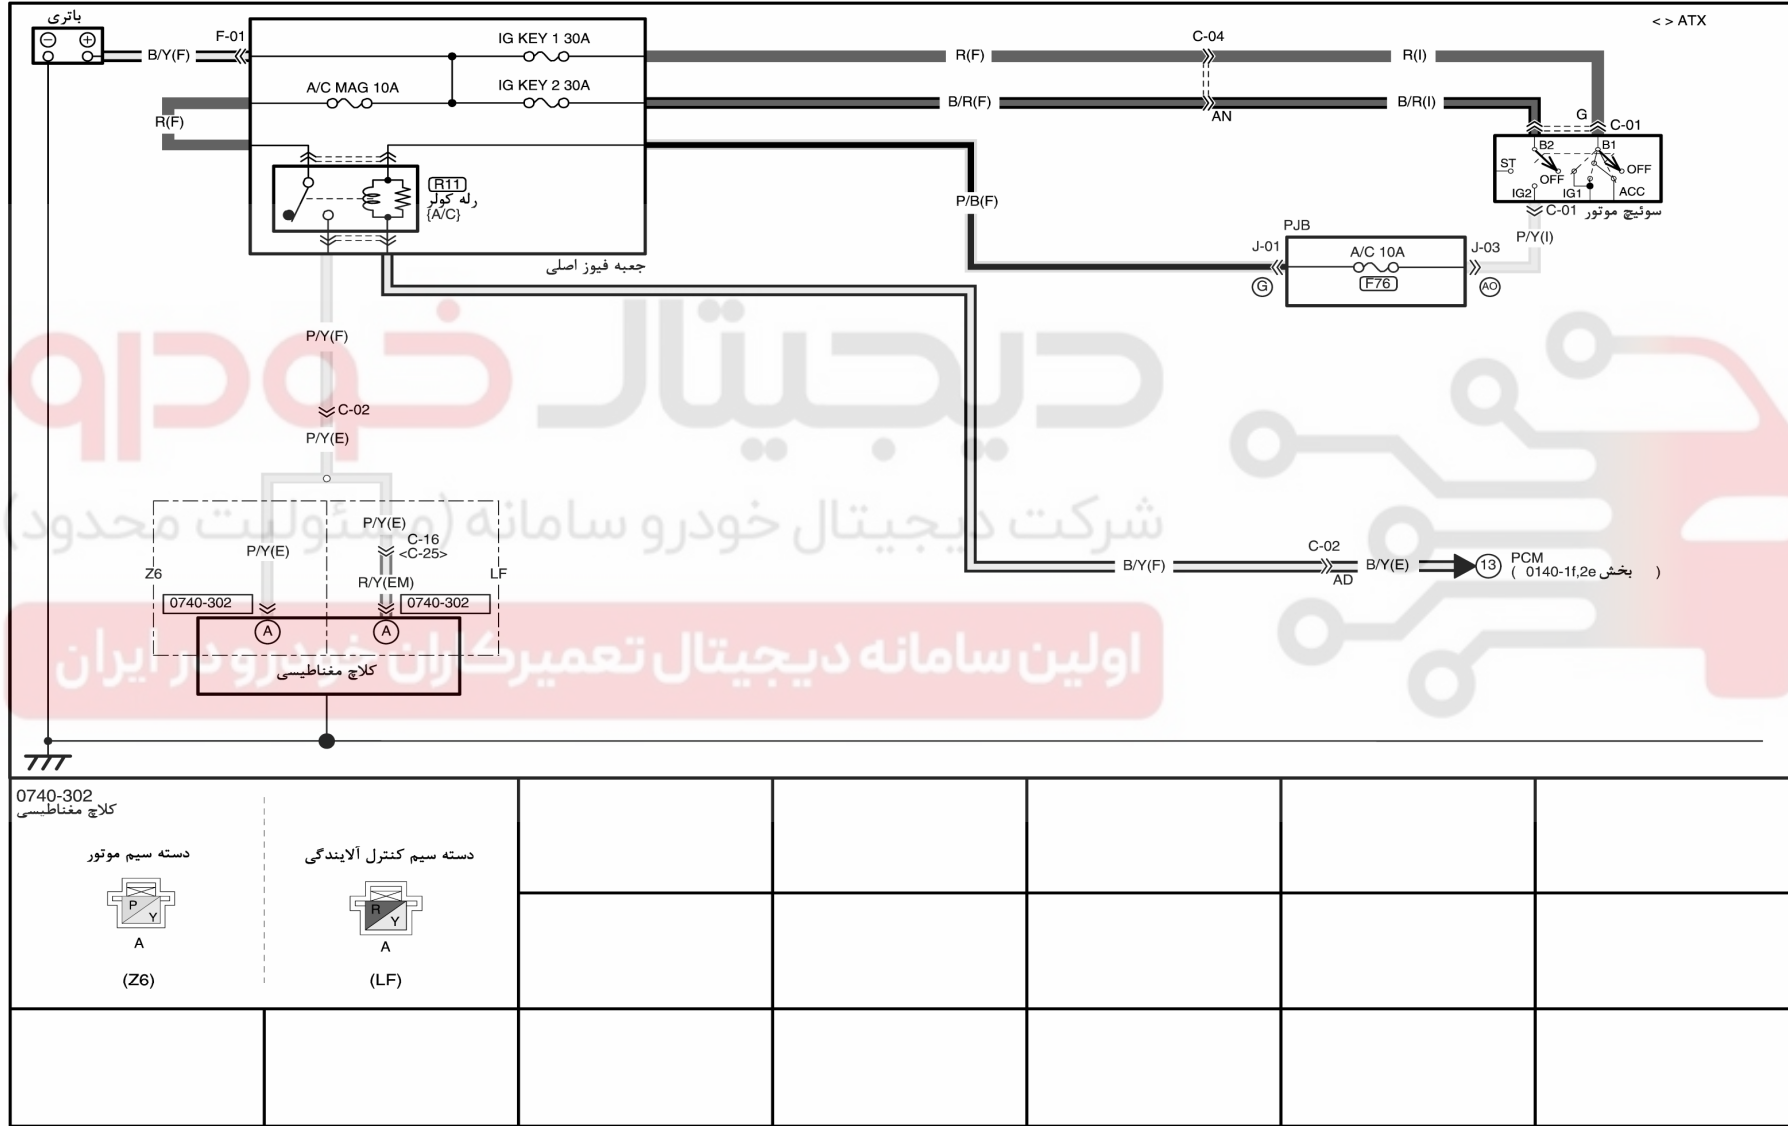 باتری
B/Y(F)
F-01
IG KEY 1 30A
A/C MAG 10A
IG KEY 2 30A
R(F)
R(F)
C-04
R(I)
B/R(F)
B/R(I)
AN
<> ATX
G
C-01
B2
B1
ST
OFF
OFF
IG2
IG1
ACC
C-01
سوئیچ موتور
P/Y(I)
R11
رله کولر
{A/C}
P/B(F)
جعبه فیوز اصلی
PJB
J-01
A/C 10A
J-03
G
F76
AO
P/Y(F)
C-02
P/Y(E)
دیجیتال خودرو
شرکت دیجیتال خودرو سامانه (مسئولیت محدود)
P/Y(E)
P/Y(E)
C-16
<C-25>
R/Y(EM)
Z6
LF
0740-302
0740-302
A
A
کلاچ مغناطیسی
B/Y(F)
C-02
AD
B/Y(E)
13
PCM
( 0140-1f,2e بخش )
اولین سامانه دیجیتال تعمیرکاران خودرو در ایران
0740-302
کلاچ مغناطیسی
دسته سیم موتور
P
Y
A
(Z6)
دسته سیم کنترل آلایندگی
R
Y
A
(LF)